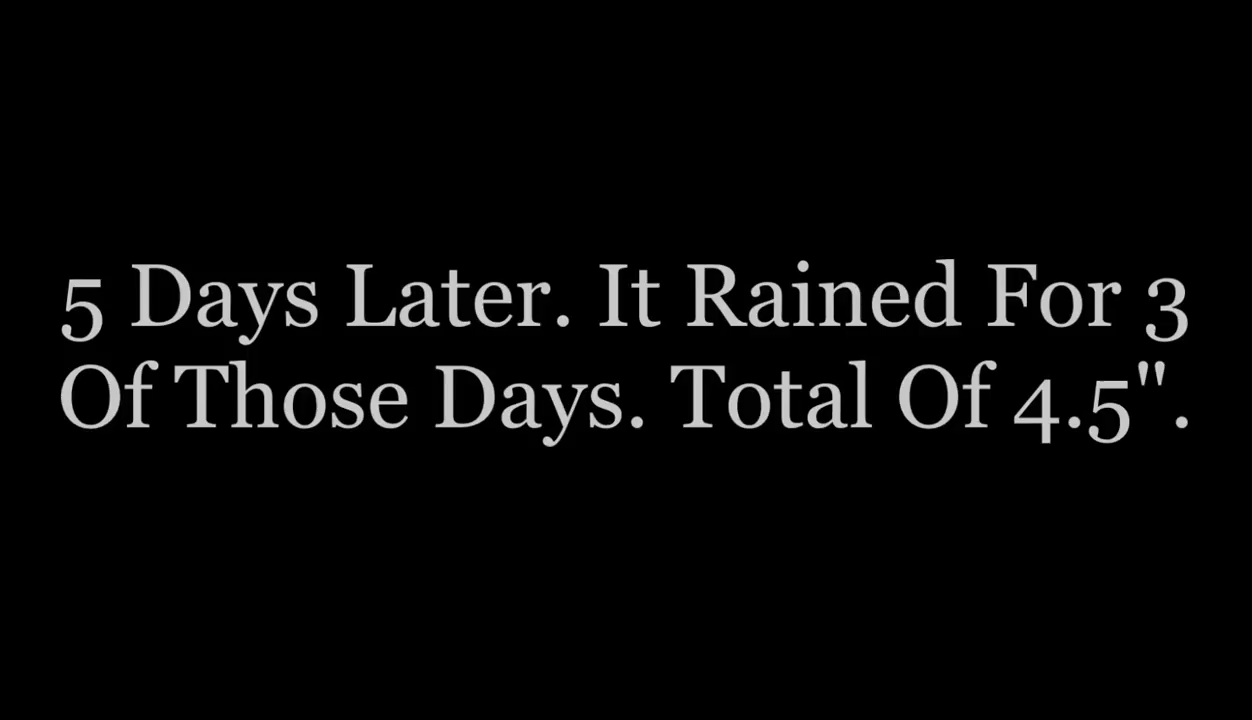 5 Days Later. It Rained For 3
Of Those Days. Total Of 4.5".